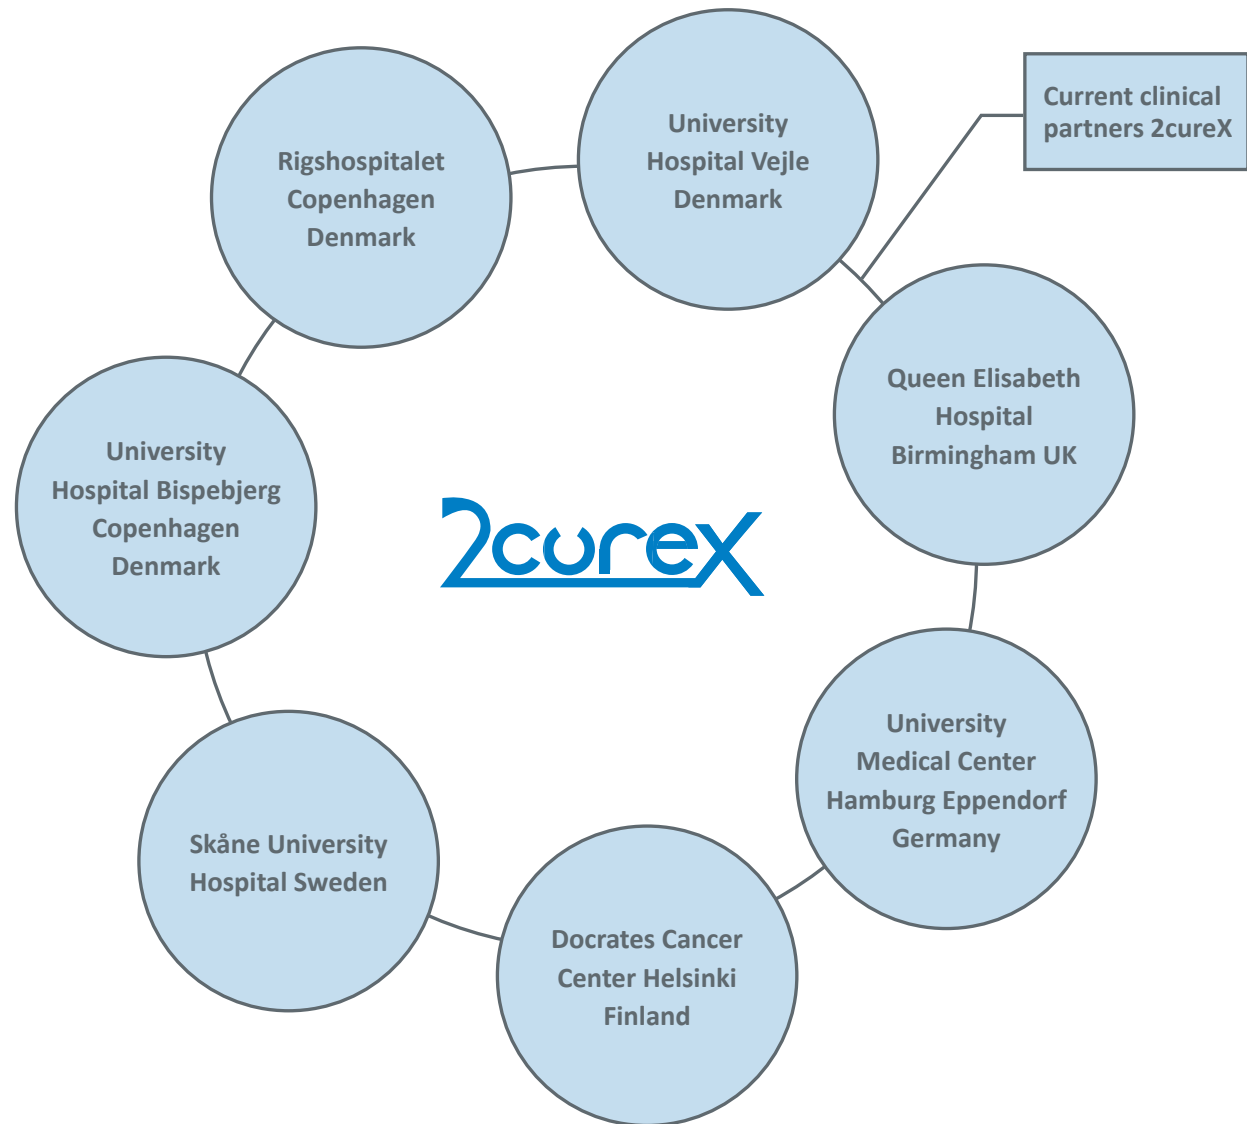 University
Hospital Vejle
Denmark
Current clinical
partners 2cureX
Rigshospitalet
Copenhagen
Denmark
Queen Elisabeth
Hospital
Birmingham UK
University
Hospital Bispebjerg
Copenhagen
Denmark
2curex
University
Medical Center
Hamburg Eppendorf
Germany
Skåne University
Hospital Sweden
Docrates Cancer
Center Helsinki
Finland